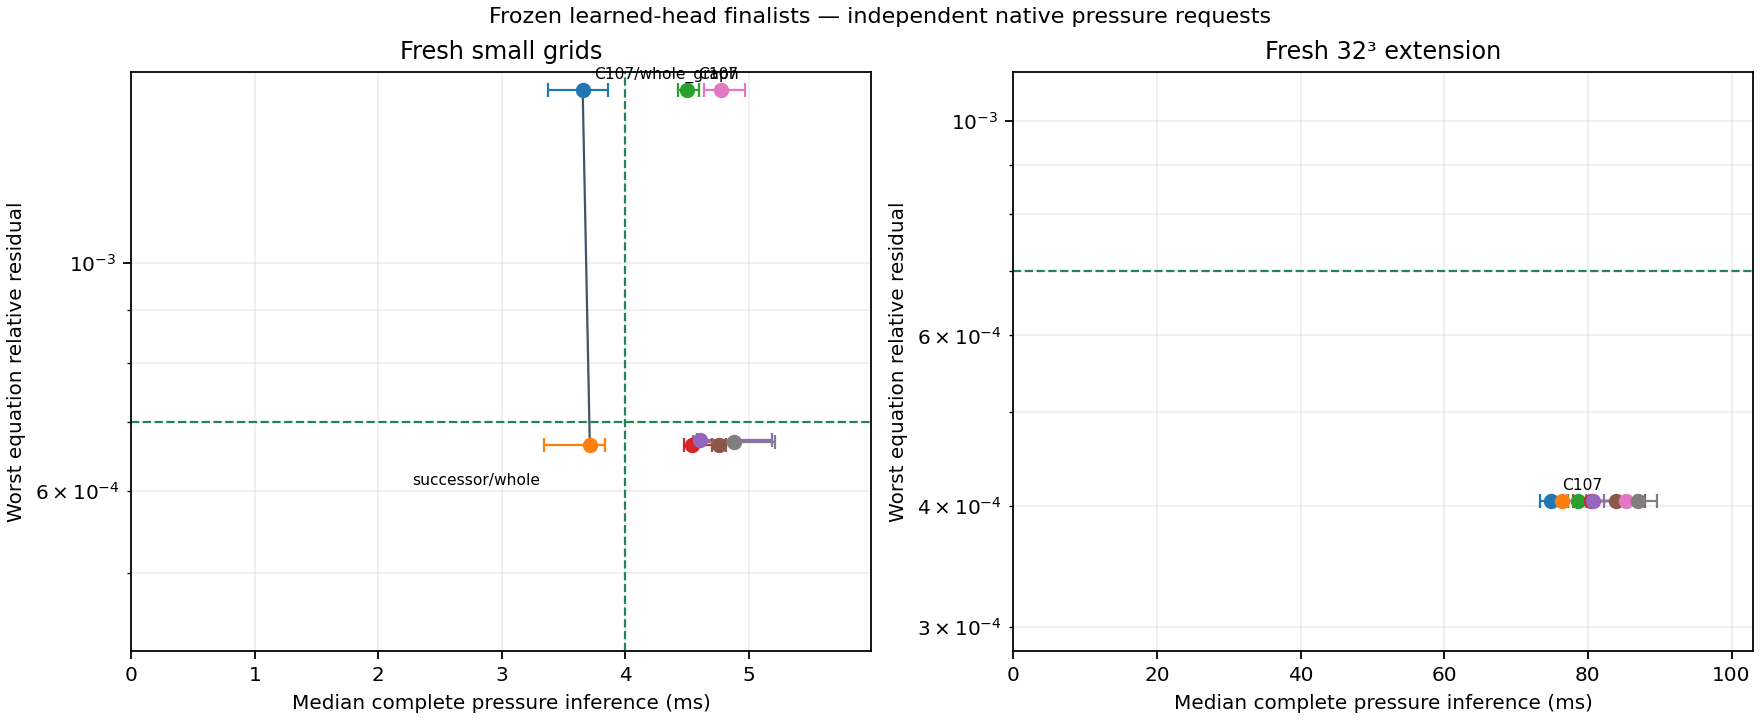 Frozen learned-head finalists — independent native pressure requests
Fresh small grids
C107/whole_graph
C107
successor/whole
10⁻³
6 × 10⁻⁴
0 1 2 3 4 5
Median complete pressure inference (ms)
Worst equation relative residual
Fresh 32³ extension
C107
10⁻³
6 × 10⁻⁴
4 × 10⁻⁴
3 × 10⁻⁴
0 20 40 60 80 100
Median complete pressure inference (ms)
Worst equation relative residual